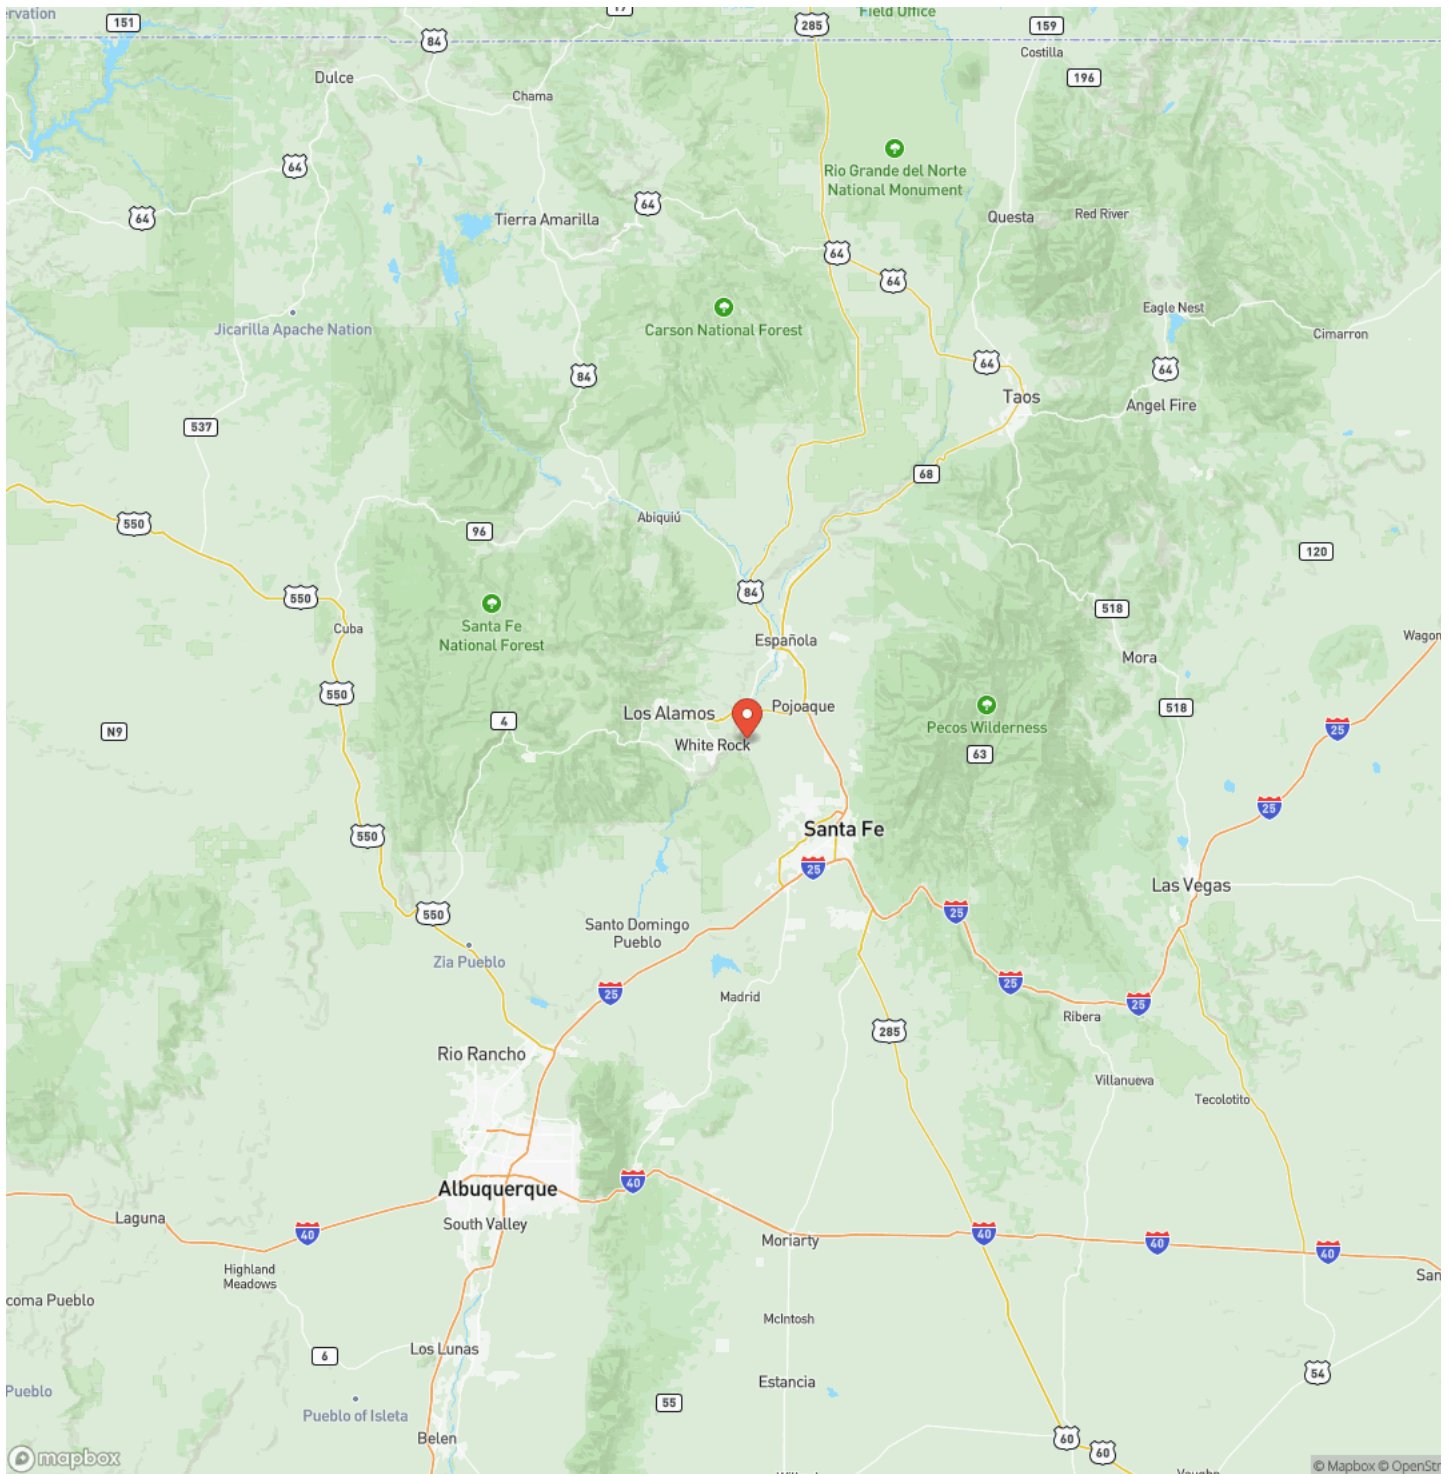 ervation
151
17
Field Office
285
159
84
Costilla
196
Dulce
Chama
64
Rio Grande del Norte
National Monument
64
64
Tierra Amarilla
Questa
Red River
64
64
Jicarilla Apache Nation
Carson National Forest
Eagle Nest
Cimarron
84
64
64
Taos
Angel Fire
537
68
550
96
Abiquiú
120
550
84
518
Santa Fe
National Forest
Cuba
Española
Wagon
Mora
550
Los Alamos
Pojoaque
518
4
N9
White Rock
Pecos Wilderness
63
25
25
550
Santa Fe
25
Las Vegas
550
25
Santo Domingo
Pueblo
Zia Pueblo
25
25
25
Madrid
Ribera
285
Rio Rancho
Villanueva
Tecolotito
40
Albuquerque
Laguna
South Valley
40
Moriarty
40
40
40
Highland
Meadows
San
coma Pueblo
McIntosh
Los Lunas
6
Estancia
54
Pueblo
55
Pueblo of Isleta
Belen
60
60
mapbox
© Mapbox © OpenStr